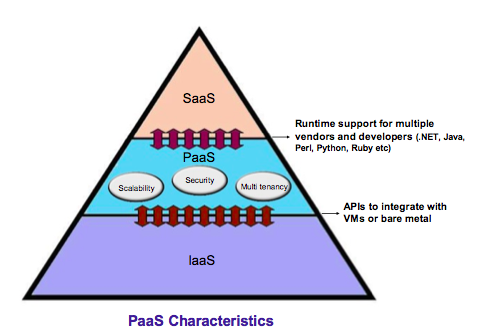 SaaS
Runtime support for multiple
vendors and developers (.NET, Java,
Perl, Python, Ruby etc)
PaaS
Scalability
Security
Multi tenancy
APIs to integrate with
VMs or bare metal
IaaS
PaaS Characteristics